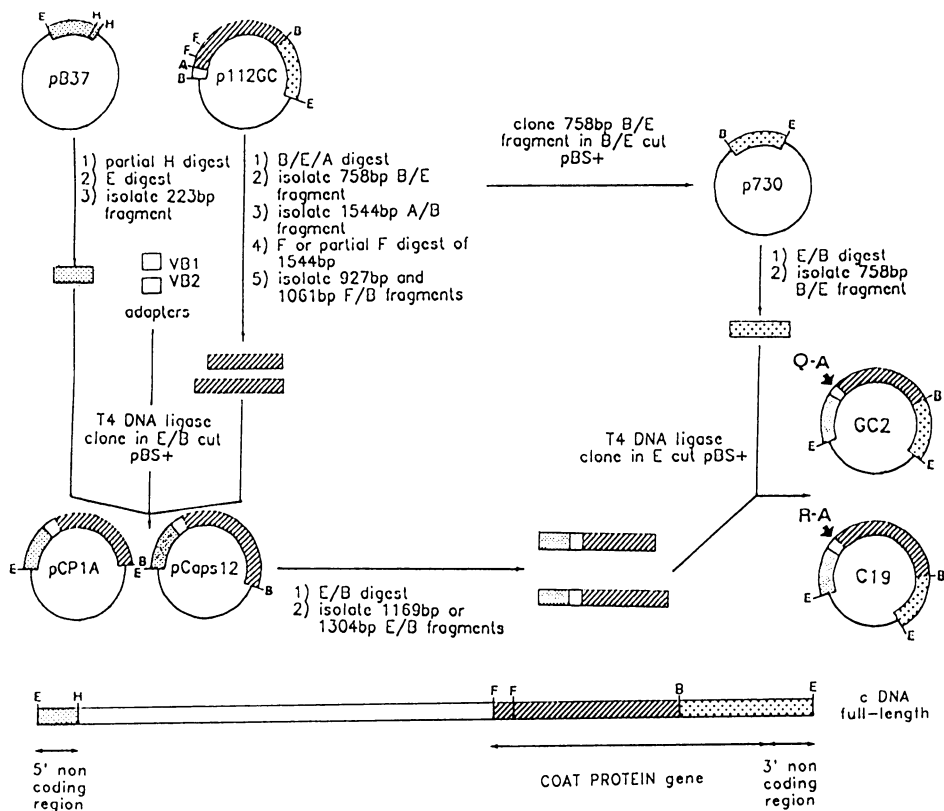 E
H
H
pB37
F
F
A
B
B
E
p112GC
1) partial H digest
2) E digest
3) isolate 223bp
fragment
1) B/E/A digest
2) isolate 758bp B/E
fragment
3) isolate 1544bp A/B
fragment
4) F or partial F digest of
1544bp
5) isolate 927bp and
1061bp F/B fragments
clone 758bp B/E
fragment in B/E cut
pBS+
B
E
p730
1) E/B digest
2) isolate 758bp
B/E fragment
VB1
VB2
adapters
T4 DNA ligase
clone in E/B cut
pBS+
T4 DNA ligase
clone in E cut pBS+
Q-A
B
E
E
GC2
R-A
B
E
E
C19
E
B
pCP1A
B
E
B
pCaps12
1) E/B digest
2) isolate 1169bp or
1304bp E/B fragments
E
H
F
F
B
E
c DNA
full-length
5' non
coding
region
COAT PROTEIN gene
3' non
coding
region